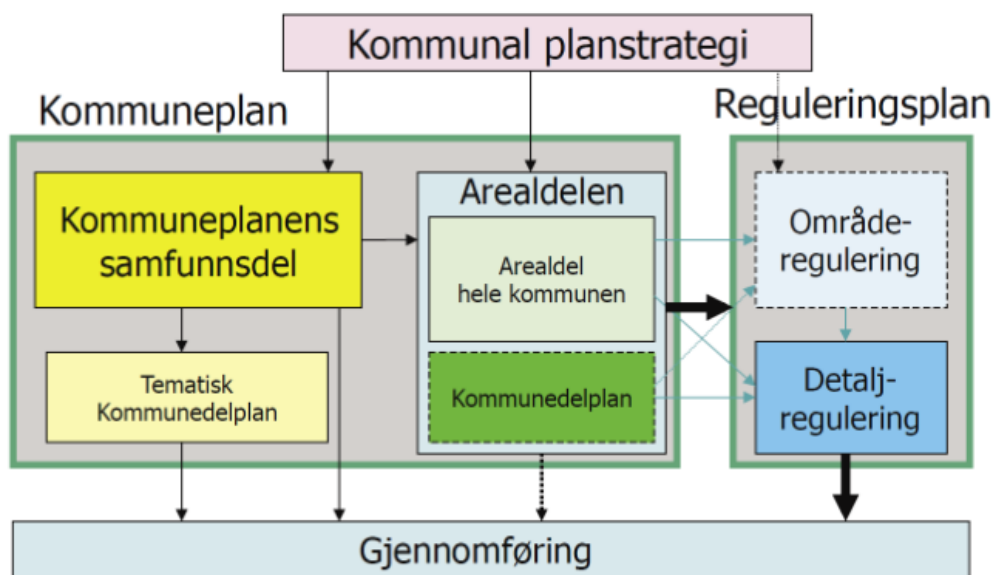 Kommunal planstrategi
Kommuneplan
Reguleringsplan
Kommuneplanens
samfunnsdel
Arealdelen
Arealdel
hele kommunen
Område-
regulering
Tematisk
Kommunedelplan
Kommunedelplan
Detalj-
regulering
Gjennomføring